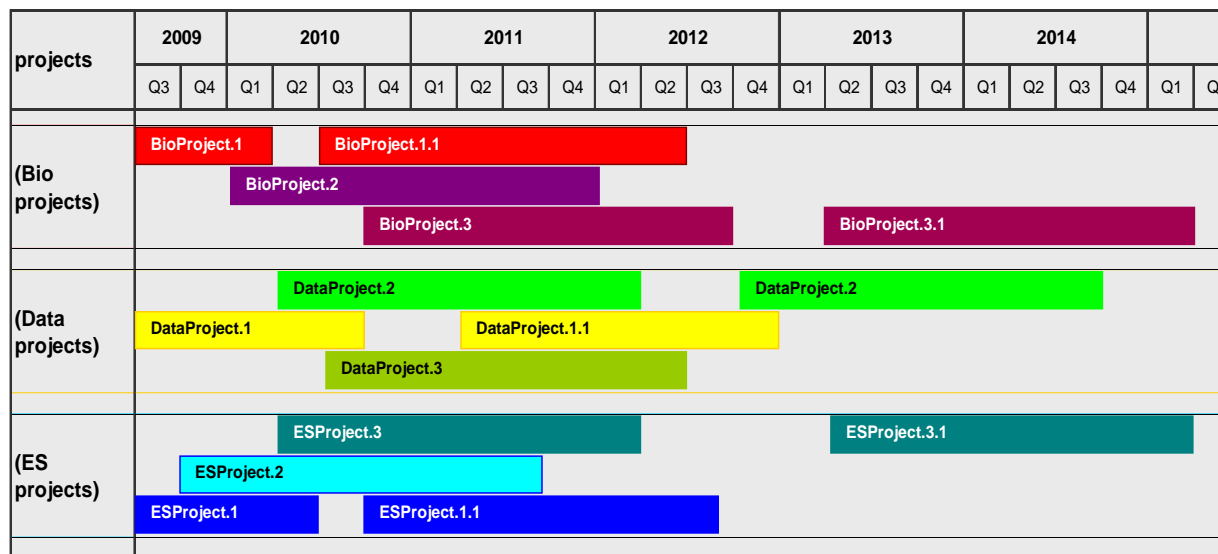 projects
2009 2010 2011 2012 2013 2014
Q3 Q4 Q1 Q2 Q3 Q4 Q1 Q2 Q3 Q4 Q1 Q2 Q3 Q4 Q1 Q2 Q3 Q4 Q1 Q2 Q3 Q4 Q1
(Bio
projects)
BioProject.1 BioProject.1.1
BioProject.2
BioProject.3 BioProject.3.1
(Data
projects)
DataProject.2 DataProject.2
DataProject.1 DataProject.1.1
DataProject.3
(ES
projects)
ESProject.3 ESProject.3.1
ESProject.2
ESProject.1 ESProject.1.1